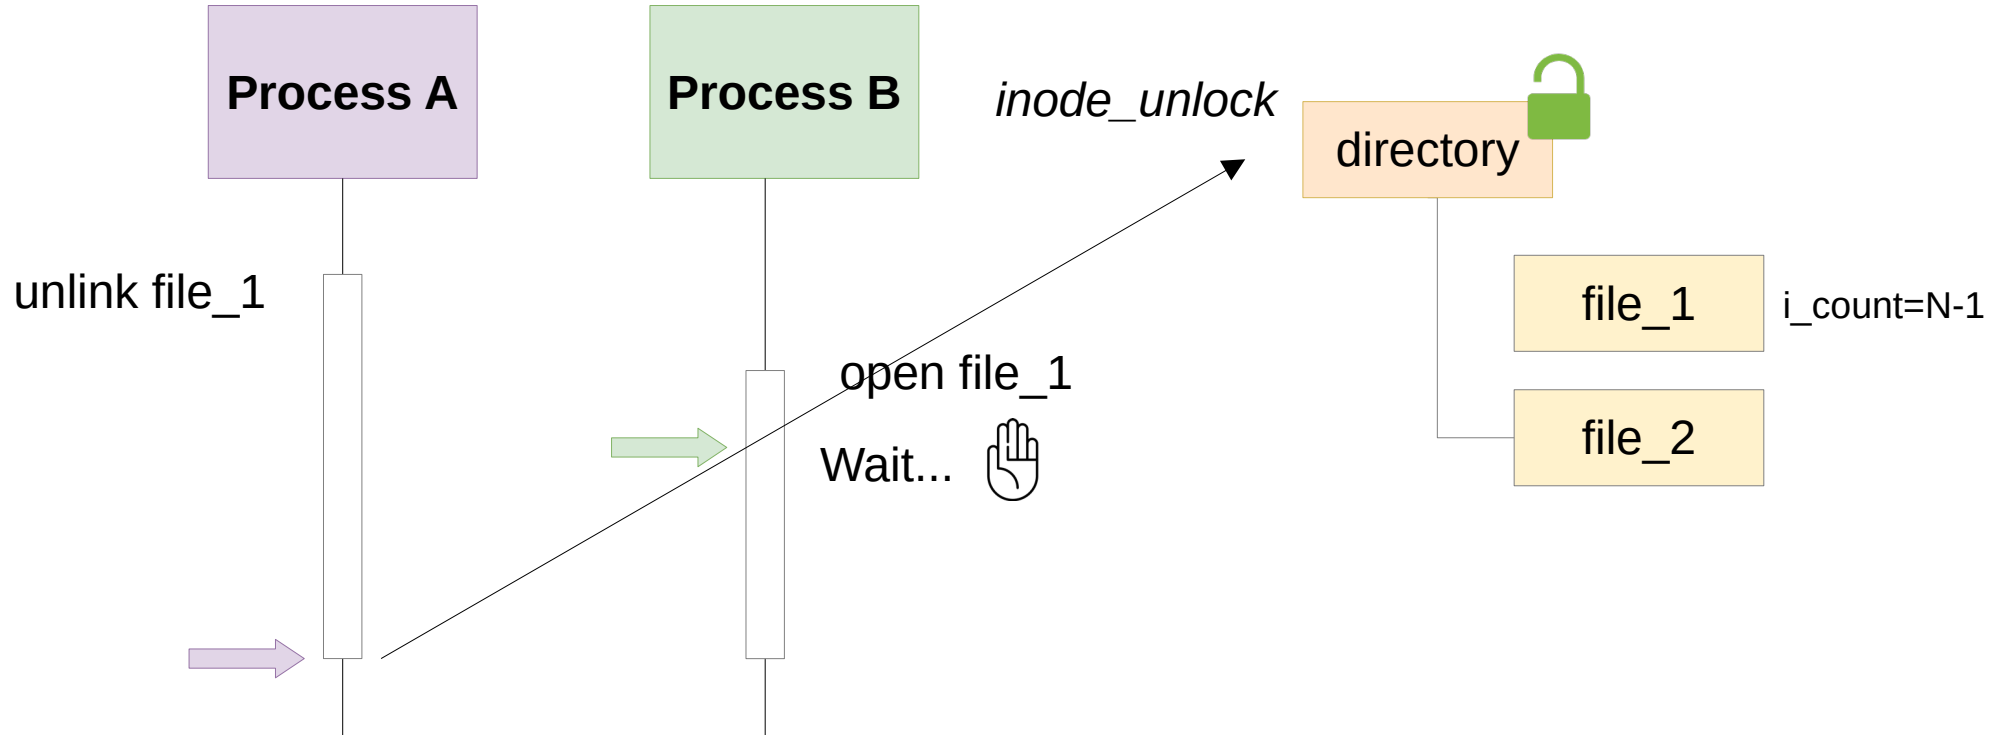 Process A
Process B
inode_unlock
directory
unlink file_1
file_1
i_count=N-1
open file_1
Wait...
file_2